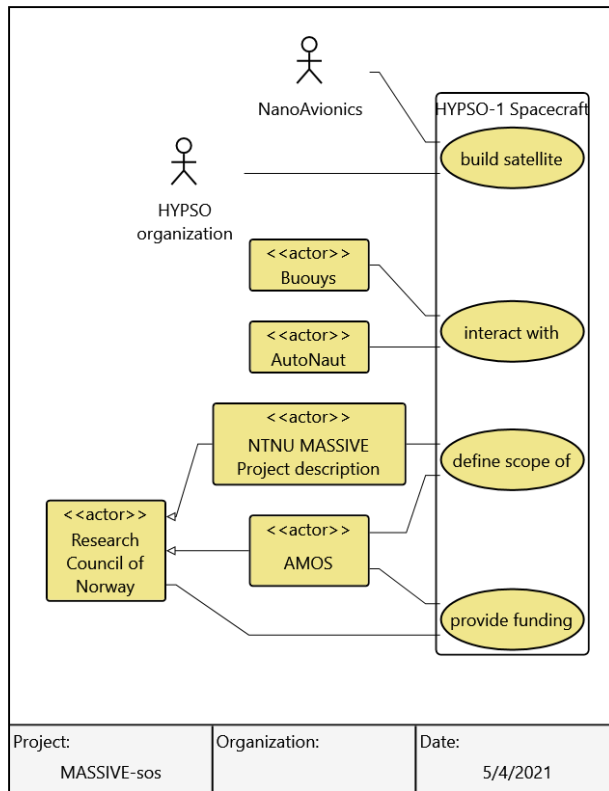 NanoAvionics
HYPSO-1 Spacecraft
build satellite
HYPSO
organization
<<actor>>
Buouys
interact with
<<actor>>
AutoNaut
<<actor>>
NTNU MASSIVE
Project description
define scope of
<<actor>>
Research
Council of
Norway
<<actor>>
AMOS
provide funding
Project:
MASSIVE-sos
Organization:
Date:
5/4/2021